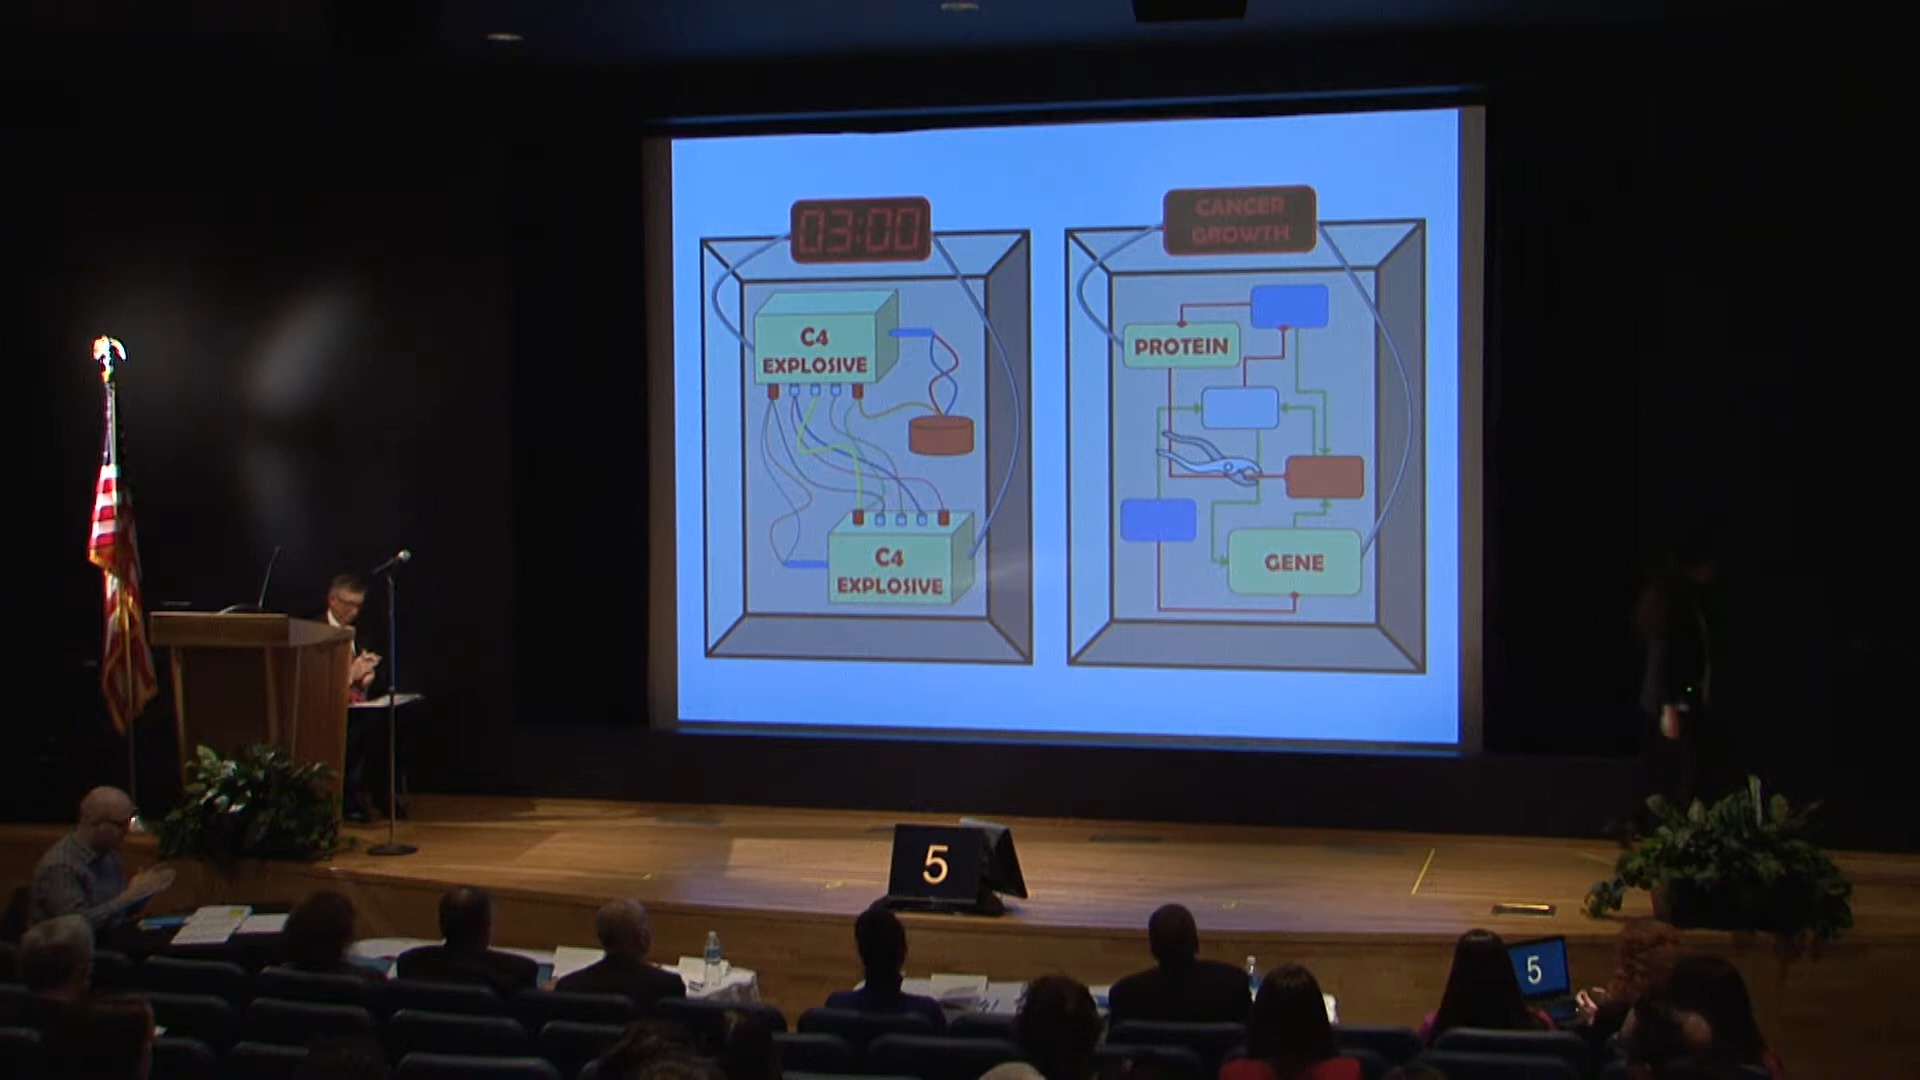 03:00
C4
EXPLOSIVE
C4
EXPLOSIVE
CANCER
GROWTH
PROTEIN
GENE
5
5